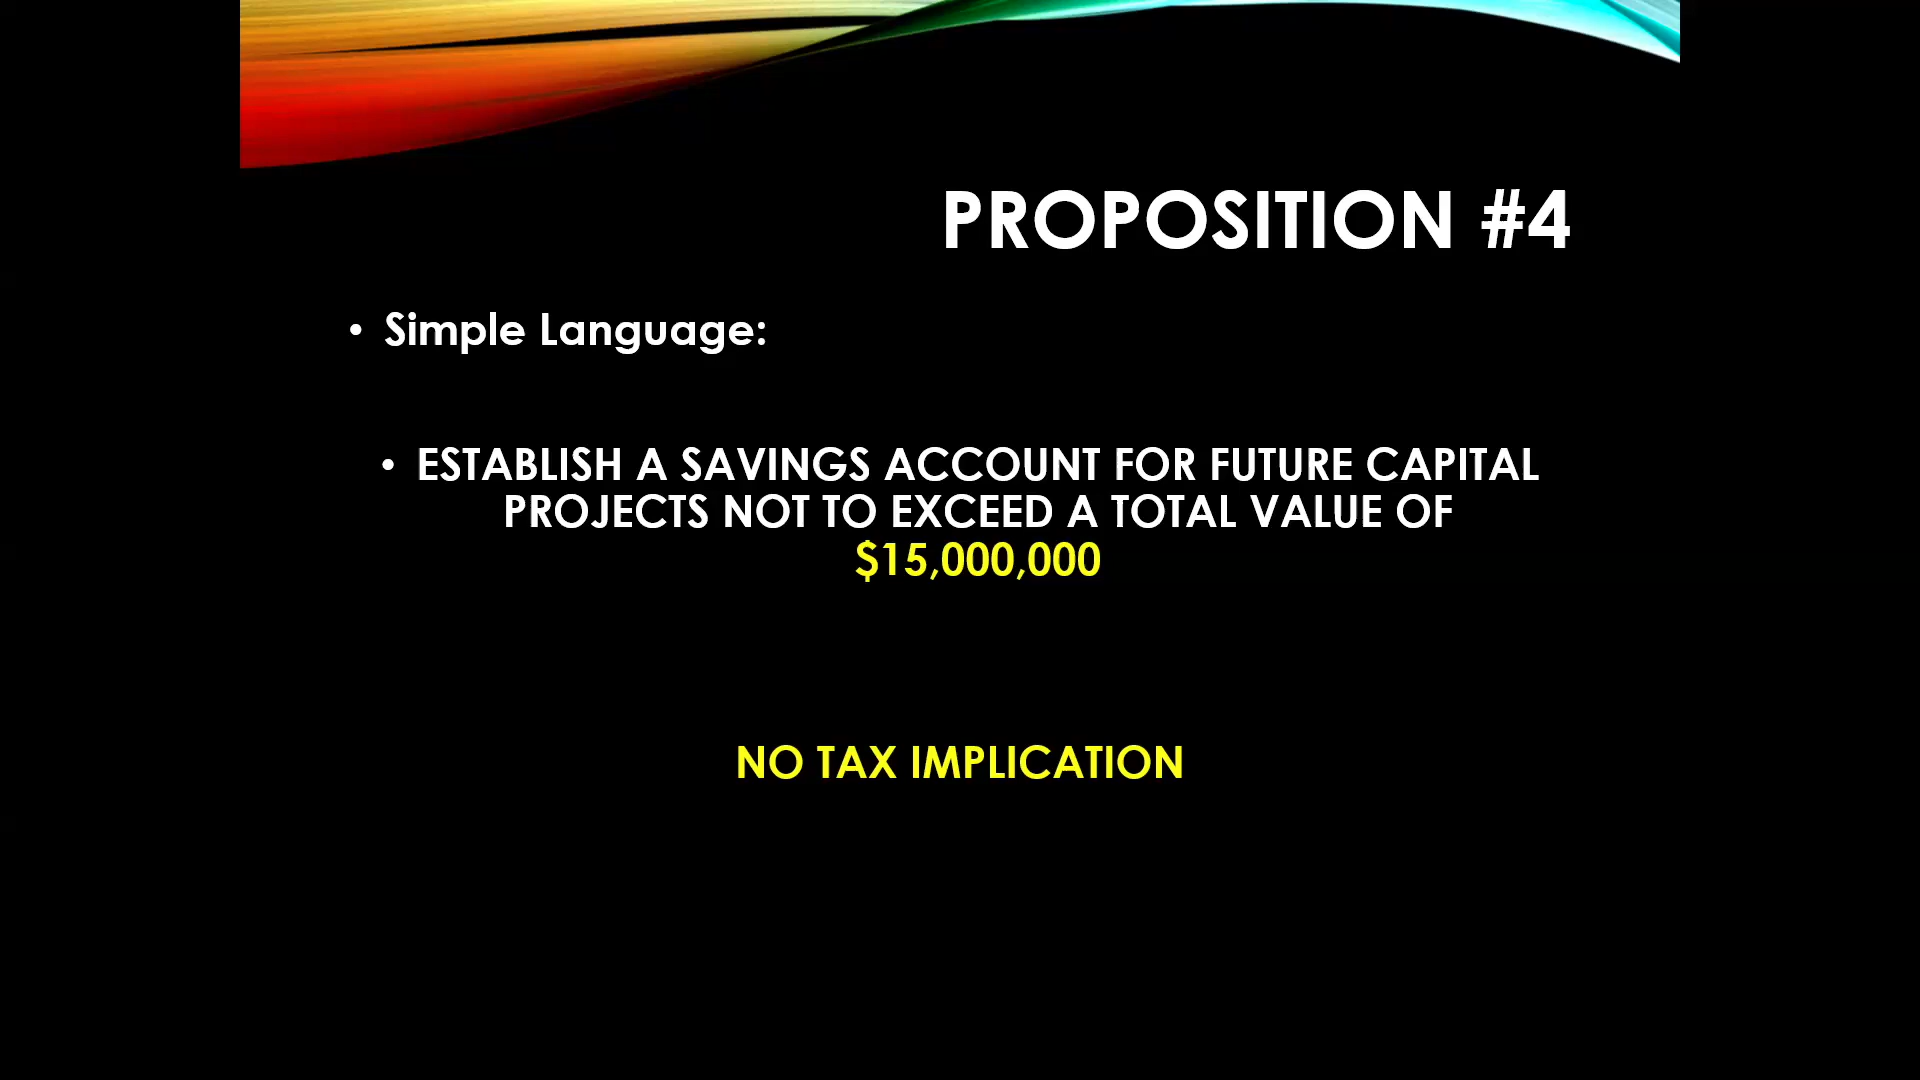 PROPOSITION #4
• Simple Language:
• ESTABLISH A SAVINGS ACCOUNT FOR FUTURE CAPITAL
PROJECTS NOT TO EXCEED A TOTAL VALUE OF
$15,000,000
NO TAX IMPLICATION